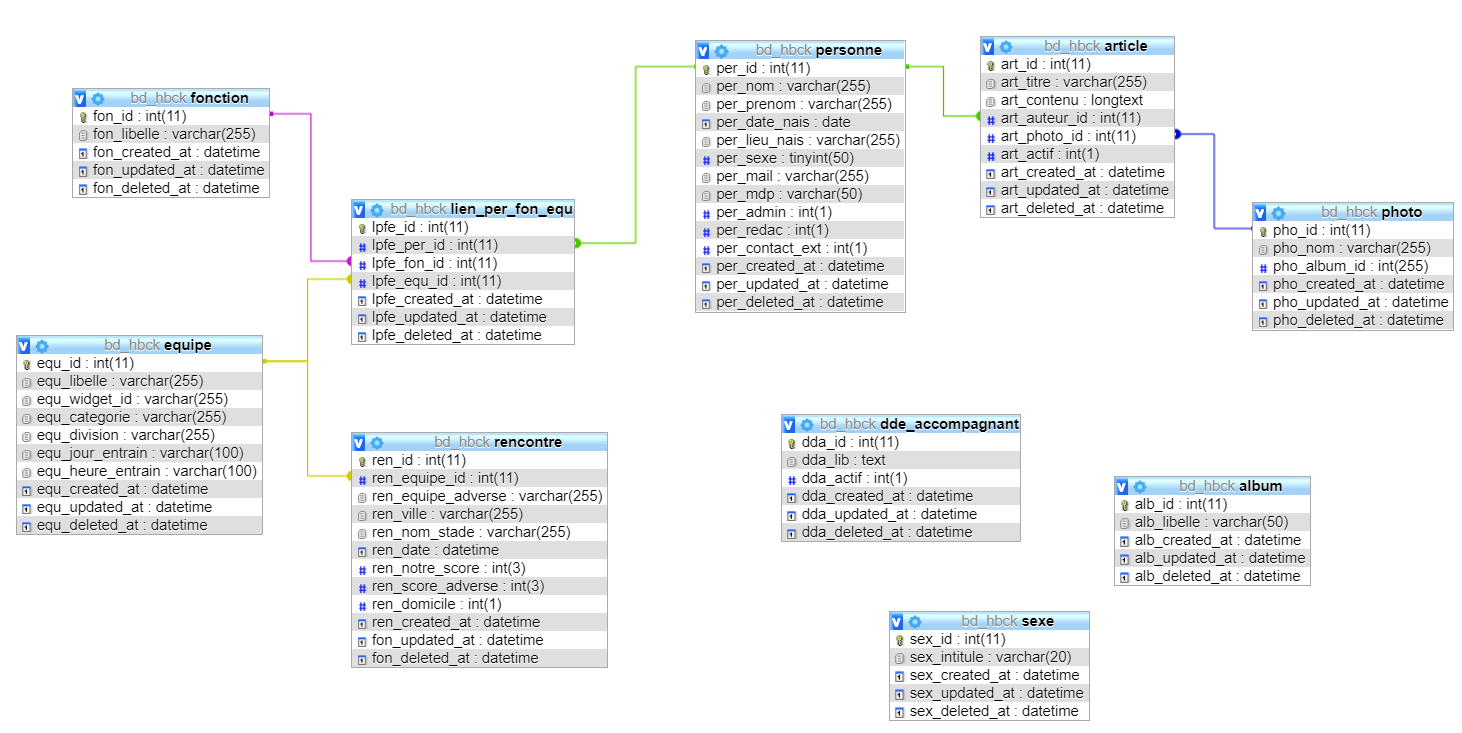 bd_hbck fonction
fon_id : int(11)
fon_libelle : varchar(255)
fon_created_at : datetime
fon_updated_at : datetime
fon_deleted_at : datetime
bd_hbck equipe
equ_id : int(11)
equ_libelle : varchar(255)
equ_widget_id : varchar(255)
equ_categorie : varchar(255)
equ_division : varchar(255)
equ_jour_entrain : varchar(100)
equ_heure_entrain : varchar(100)
equ_created_at : datetime
equ_updated_at : datetime
equ_deleted_at : datetime
bd_hbck lien_per_fon_equ
lpfe_id : int(11)
lpfe_per_id : int(11)
lpfe_fon_id : int(11)
lpfe_equ_id : int(11)
lpfe_created_at : datetime
lpfe_updated_at : datetime
lpfe_deleted_at : datetime
bd_hbck rencontre
ren_id : int(11)
ren_equipe_id : int(11)
ren_equipe_adverse : varchar(255)
ren_ville : varchar(255)
ren_nom_stade : varchar(255)
ren_date : datetime
ren_notre_score : int(3)
ren_score_adverse : int(3)
ren_domicile : int(1)
ren_created_at : datetime
fon_updated_at : datetime
fon_deleted_at : datetime
bd_hbck personne
per_id : int(11)
per_nom : varchar(255)
per_prenom : varchar(255)
per_date_nais : date
per_lieu_nais : varchar(255)
per_sexe : tinyint(50)
per_mail : varchar(255)
per_mdp : varchar(50)
per_admin : int(1)
per_redac : int(1)
per_contact_ext : int(1)
per_created_at : datetime
per_updated_at : datetime
per_deleted_at : datetime
bd_hbck article
art_id : int(11)
art_titre : varchar(255)
art_contenu : longtext
art_auteur_id : int(11)
art_photo_id : int(11)
art_actif : int(1)
art_created_at : datetime
art_updated_at : datetime
art_deleted_at : datetime
bd_hbck photo
pho_id : int(11)
pho_nom : varchar(255)
pho_album_id : int(255)
pho_created_at : datetime
pho_updated_at : datetime
pho_deleted_at : datetime
bd_hbck dde_accompagnant
dda_id : int(11)
dda_lib : text
dda_actif : int(1)
dda_created_at : datetime
dda_updated_at : datetime
dda_deleted_at : datetime
bd_hbck album
alb_id : int(11)
alb_libelle : varchar(50)
alb_created_at : datetime
alb_updated_at : datetime
alb_deleted_at : datetime
bd_hbck sexe
sex_id : int(11)
sex_intitule : varchar(20)
sex_created_at : datetime
sex_updated_at : datetime
sex_deleted_at : datetime